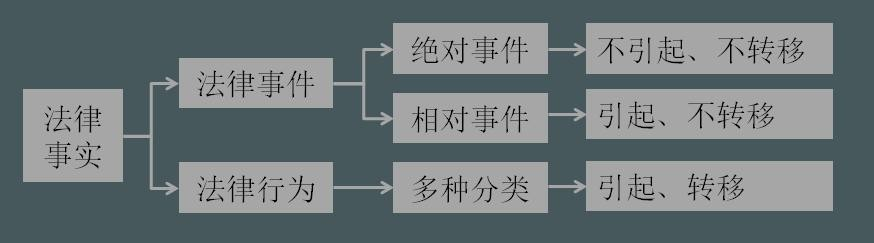 法律
事实
法律事件
绝对事件
不引起、不转移
相对事件
引起、不转移
法律行为
多种分类
引起、转移